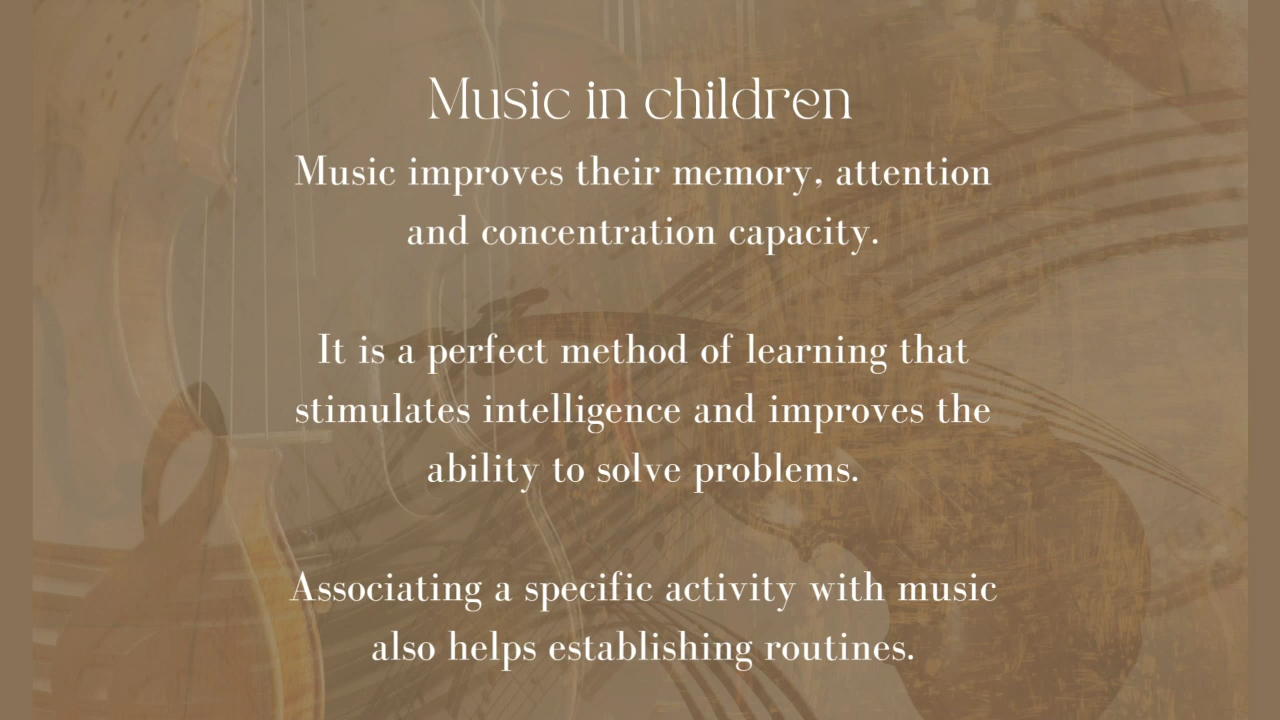 Music in children
Music improves their memory, attention
and concentration capacity.
It is a perfect method of learning that
stimulates intelligence and improves the
ability to solve problems.
Associating a specific activity with music
also helps establishing routines.